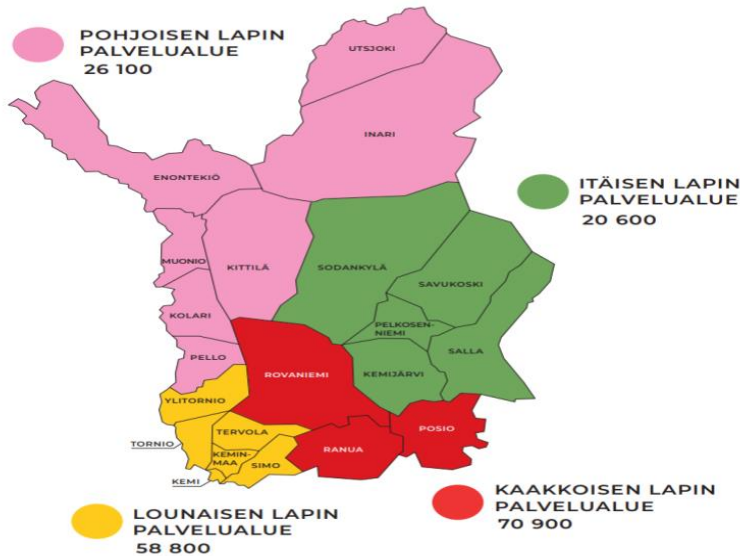 POHJOISEN LAPIN
PALVELUALUE
26 100
UTSJOKI
INARI
ENONTEKIÖ
ITÄISEN LAPIN
PALVELUALUE
20 600
MUONIO
KITTILÄ
SODANKYLÄ
SAVUKOSKI
KOLARI
PELKOSEN-
NIEMI
PELLO
SALLA
ROVANIEMI
KEMIJÄRVI
YLITORNIO
TERVOLA
POSIO
TORNIO
RANUA
KEMIN-
MAA
SIMO
KEMI
KAAKKOISEN LAPIN
PALVELUALUE
70 900
LOUNAISEN LAPIN
PALVELUALUE
58 800